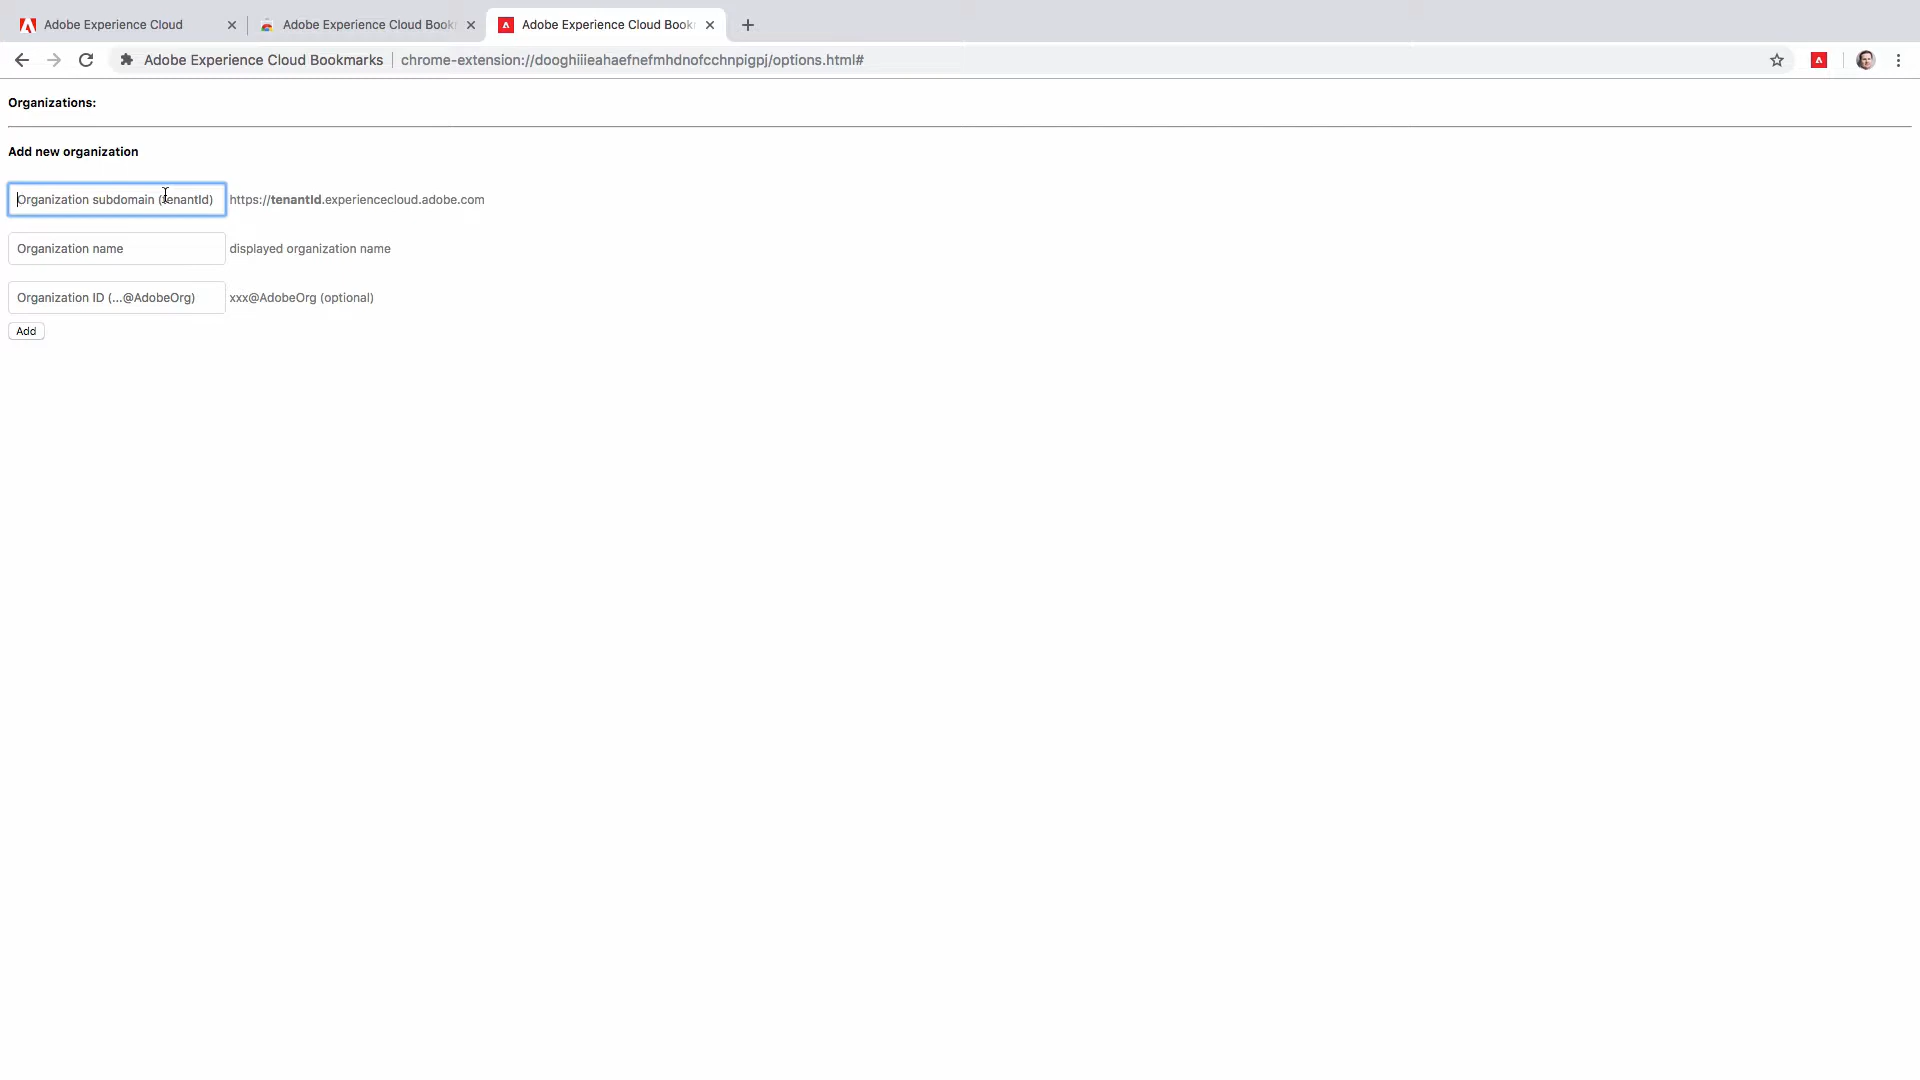 Adobe Experience Cloud
Adobe Experience Cloud Book
Adobe Experience Cloud Book
Adobe Experience Cloud Bookmarks
chrome-extension://dooghiiieahaefnefmhdnofcchnpigpj/options.html#
Organizations:
Add new organization
Organization subdomain (tenantId) https://tenantId.experiencecloud.adobe.com
Organization name displayed organization name
Organization ID (...@AdobeOrg) xxx@AdobeOrg (optional)
Add